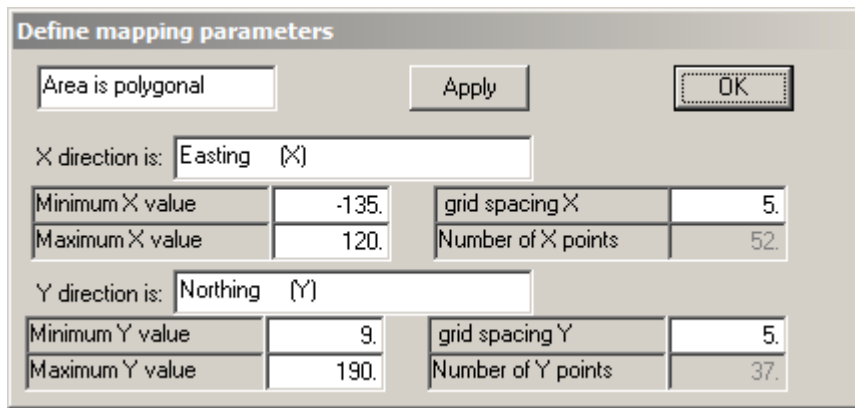 Define mapping parameters
Area is polygonal Apply OK
X direction is: Easting (X)
Minimum X value -135. grid spacing X 5.
Maximum X value 120. Number of X points 52.
Y direction is: Northing (Y)
Minimum Y value 9. grid spacing Y 5.
Maximum Y value 190. Number of Y points 37.